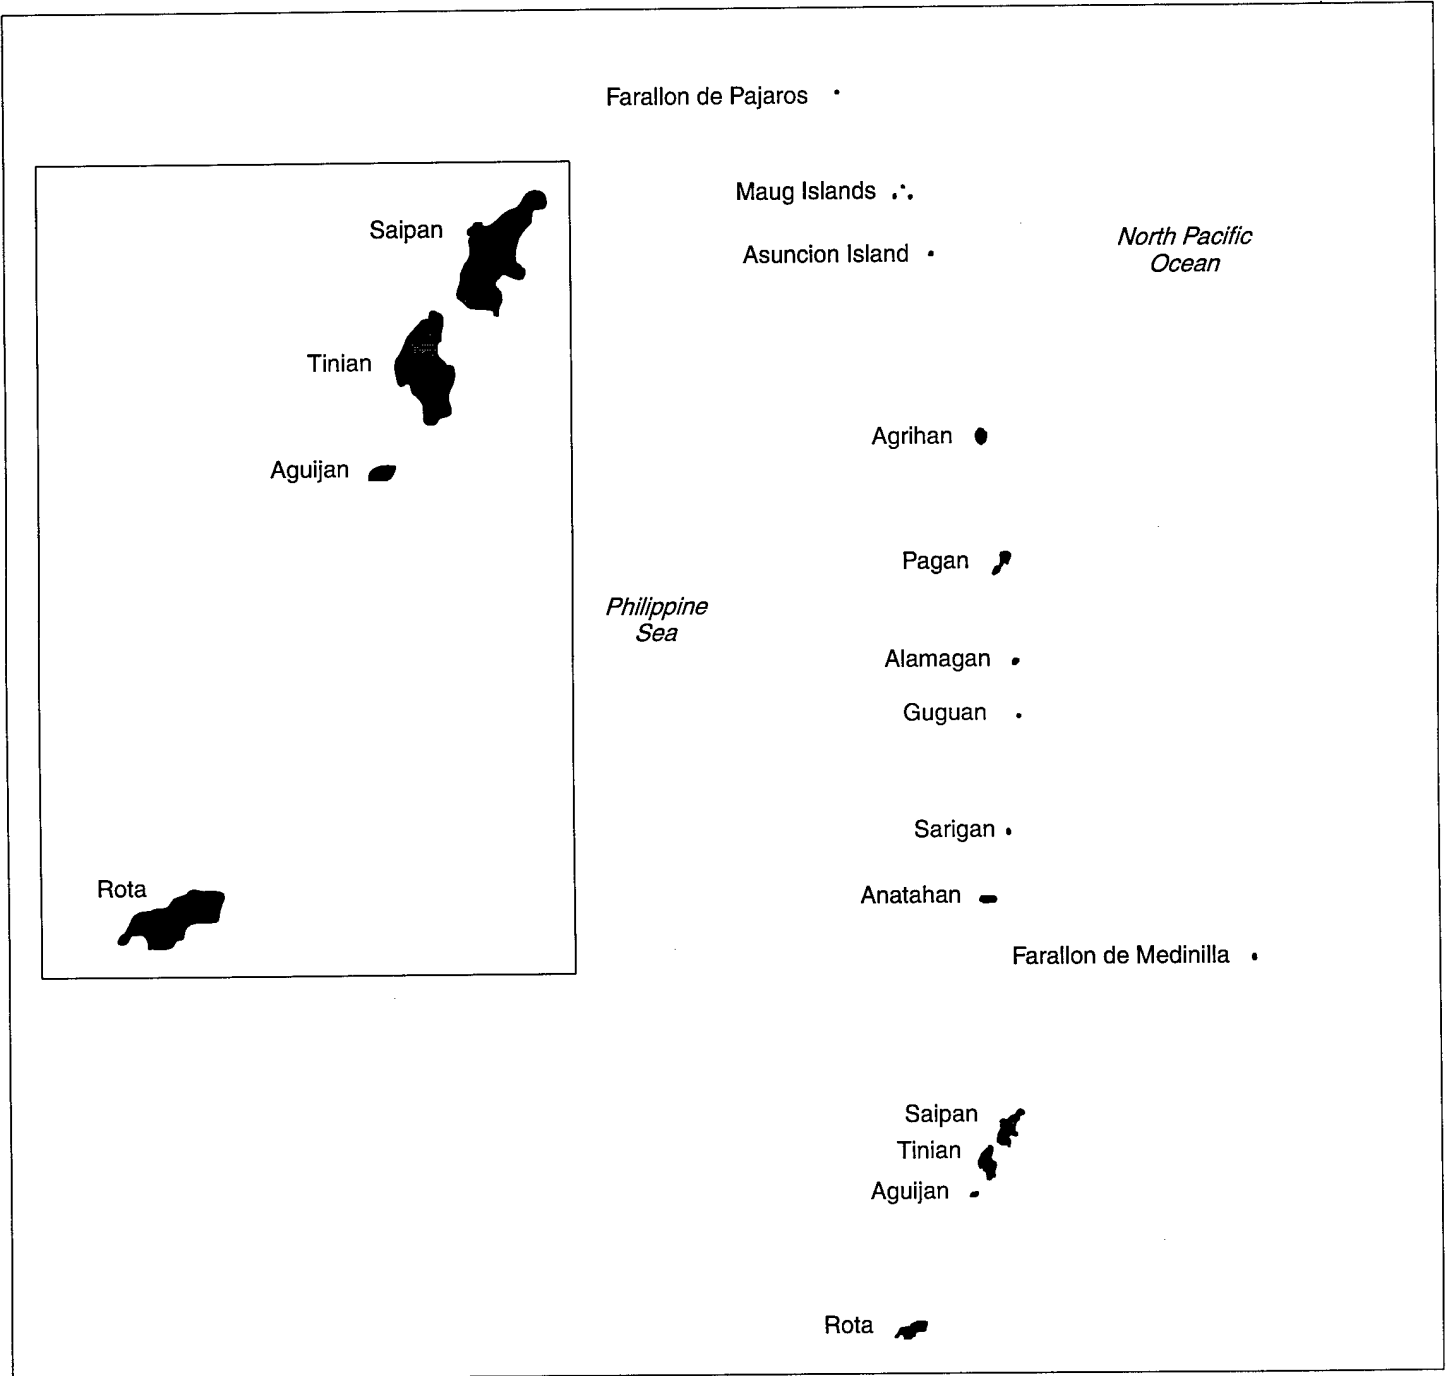 Farallon de Pajaros
Maug Islands
Saipan
North Pacific
Ocean
Asuncion Island
Tinian
Agrihan
Aguijan
Pagan
Philippine
Sea
Alamagan
Guguan
Sarigan
Rota
Anatahan
Farallon de Medinilla
Saipan
Tinian
Aguijan
Rota